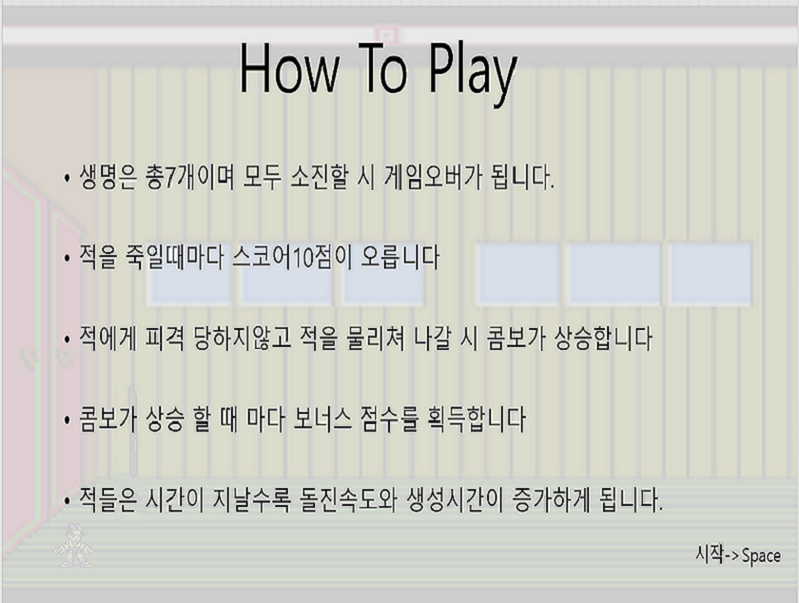 How To Play
• 생명은 총7개이며 모두 소진할 시 게임오버가 됩니다.
• 적을 죽일때마다 스코어10점이 오릅니다
• 적에게 피격 당하지않고 적을 물리쳐 나갈 시 콤보가 상승합니다
• 콤보가 상승 할 때 마다 보너스 점수를 획득합니다
• 적들은 시간이 지날수록 돌진속도와 생성시간이 증가하게 됩니다.
시작->Space